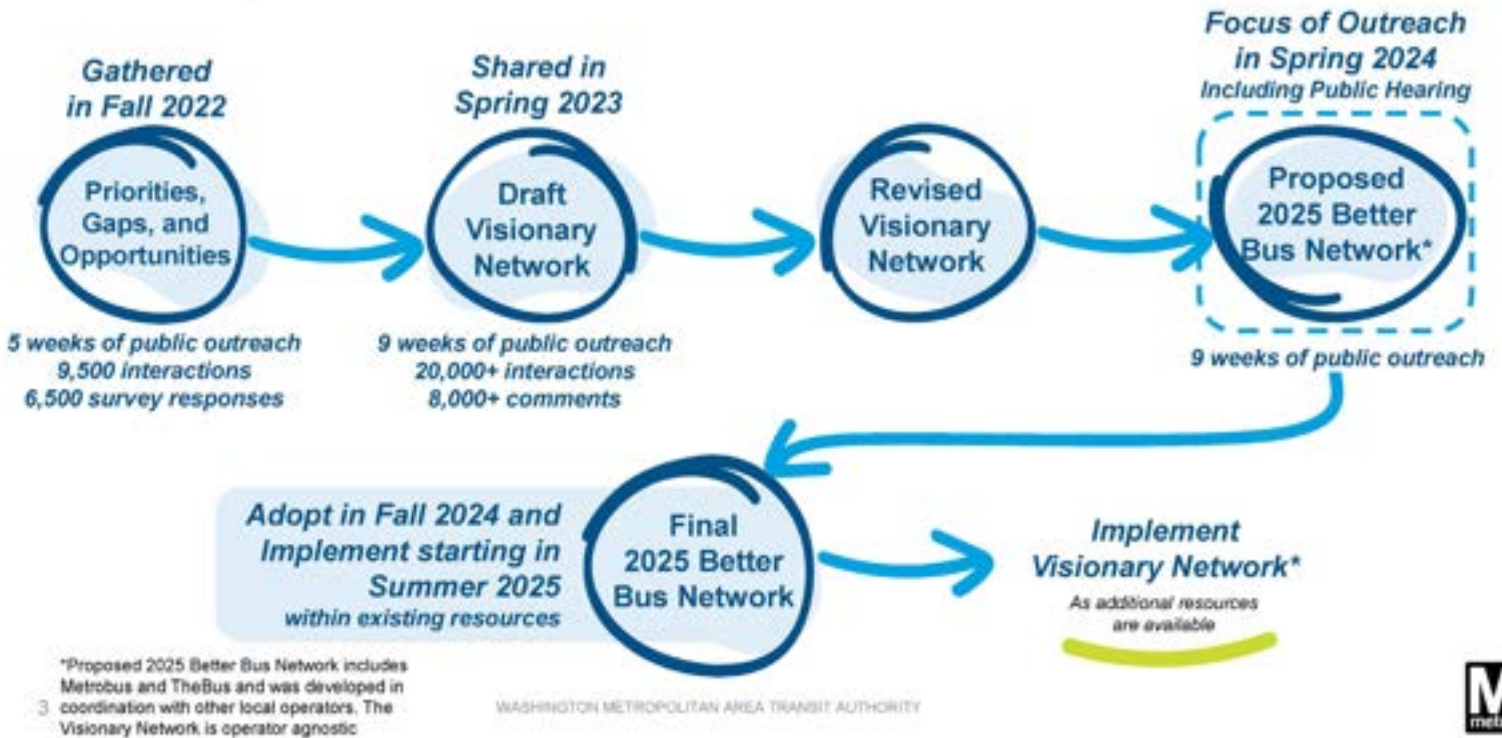 Gathered
in Fall 2022
Priorities,
Gaps, and
Opportunities
5 weeks of public outreach
9,500 interactions
6,500 survey responses
Shared in
Spring 2023
Draft
Visionary
Network
9 weeks of public outreach
20,000+ interactions
8,000+ comments
Revised
Visionary
Network
Focus of Outreach
in Spring 2024
Including Public Hearing
Proposed
2025 Better
Bus Network*
9 weeks of public outreach
Adopt in Fall 2024 and
Implement starting in
Summer 2025
within existing resources
Final
2025 Better
Bus Network
Implement
Visionary Network*
As additional resources
are available
*Proposed 2025 Better Bus Network includes
Metrobus and TheBus and was developed in
3 coordination with other local operators. The
Visionary Network is operator agnostic
WASHINGTON METROPOLITAN AREA TRANSIT AUTHORITY
M